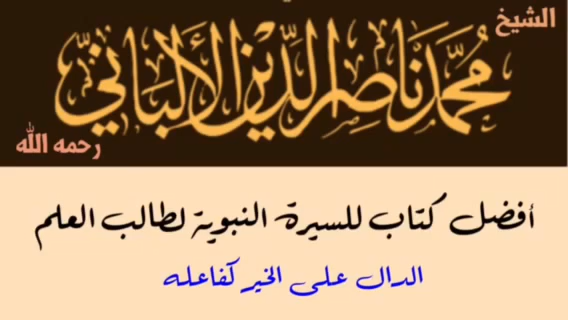 الشيخ
محمد ناصر الدين الألباني
رحمه الله
أفضل كتاب للسيرة النبوية لطالب العلم
الدال على الخير كفاعله